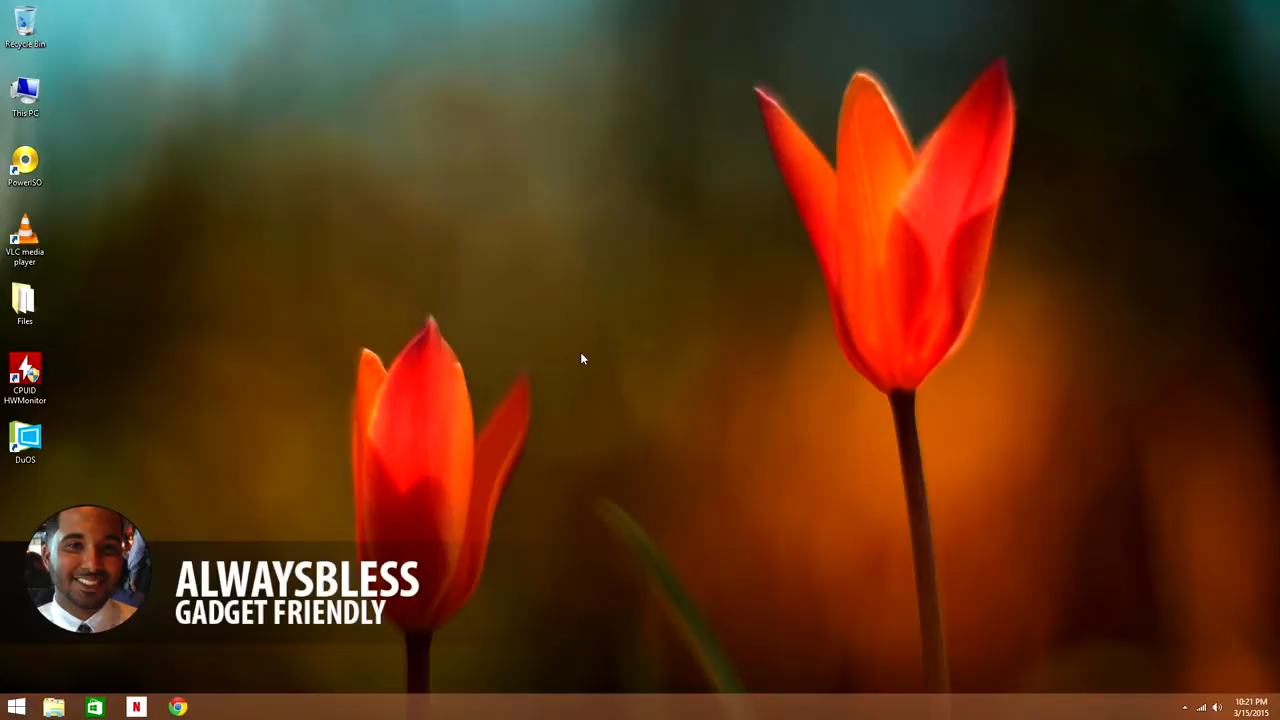 Recycle Bin
This PC
PowerISO
VLC media
player
Files
CPUID
HWMonitor
DuOS
ALWAYSBLESS
GADGET FRIENDLY
N
10:21 PM
3/15/2015